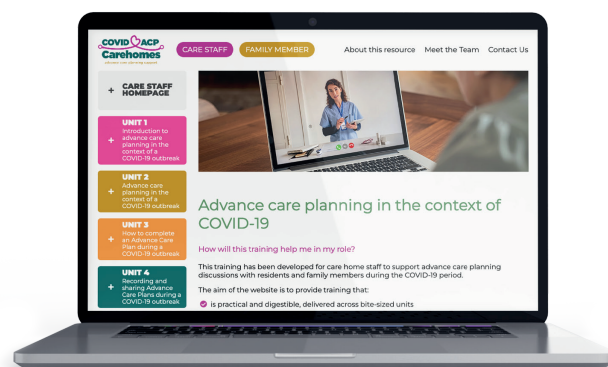 COVID ACP
Carehomes
CARE STAFF
FAMILY MEMBER
About this resource
Meet the Team
Contact Us
+ CARE STAFF
HOMEPAGE
UNIT 1
+ Introduction to
advance care
planning in the
context of a
COVID-19 outbreak
UNIT 2
+ Advance care
planning in the
context of a
COVID-19 outbreak
UNIT 3
+ How to complete
an Advance Care
Plan during a
COVID-19 outbreak
UNIT 4
+ Recording and
sharing Advance
Care Plans during a
COVID-19 outbreak
Advance care planning in the context of
COVID-19
How will this training help me in my role?
This training has been developed for care home staff to support advance care planning
discussions with residents and family members during the COVID-19 period.
The aim of the website is to provide training that:
is practical and digestible, delivered across bite-sized units